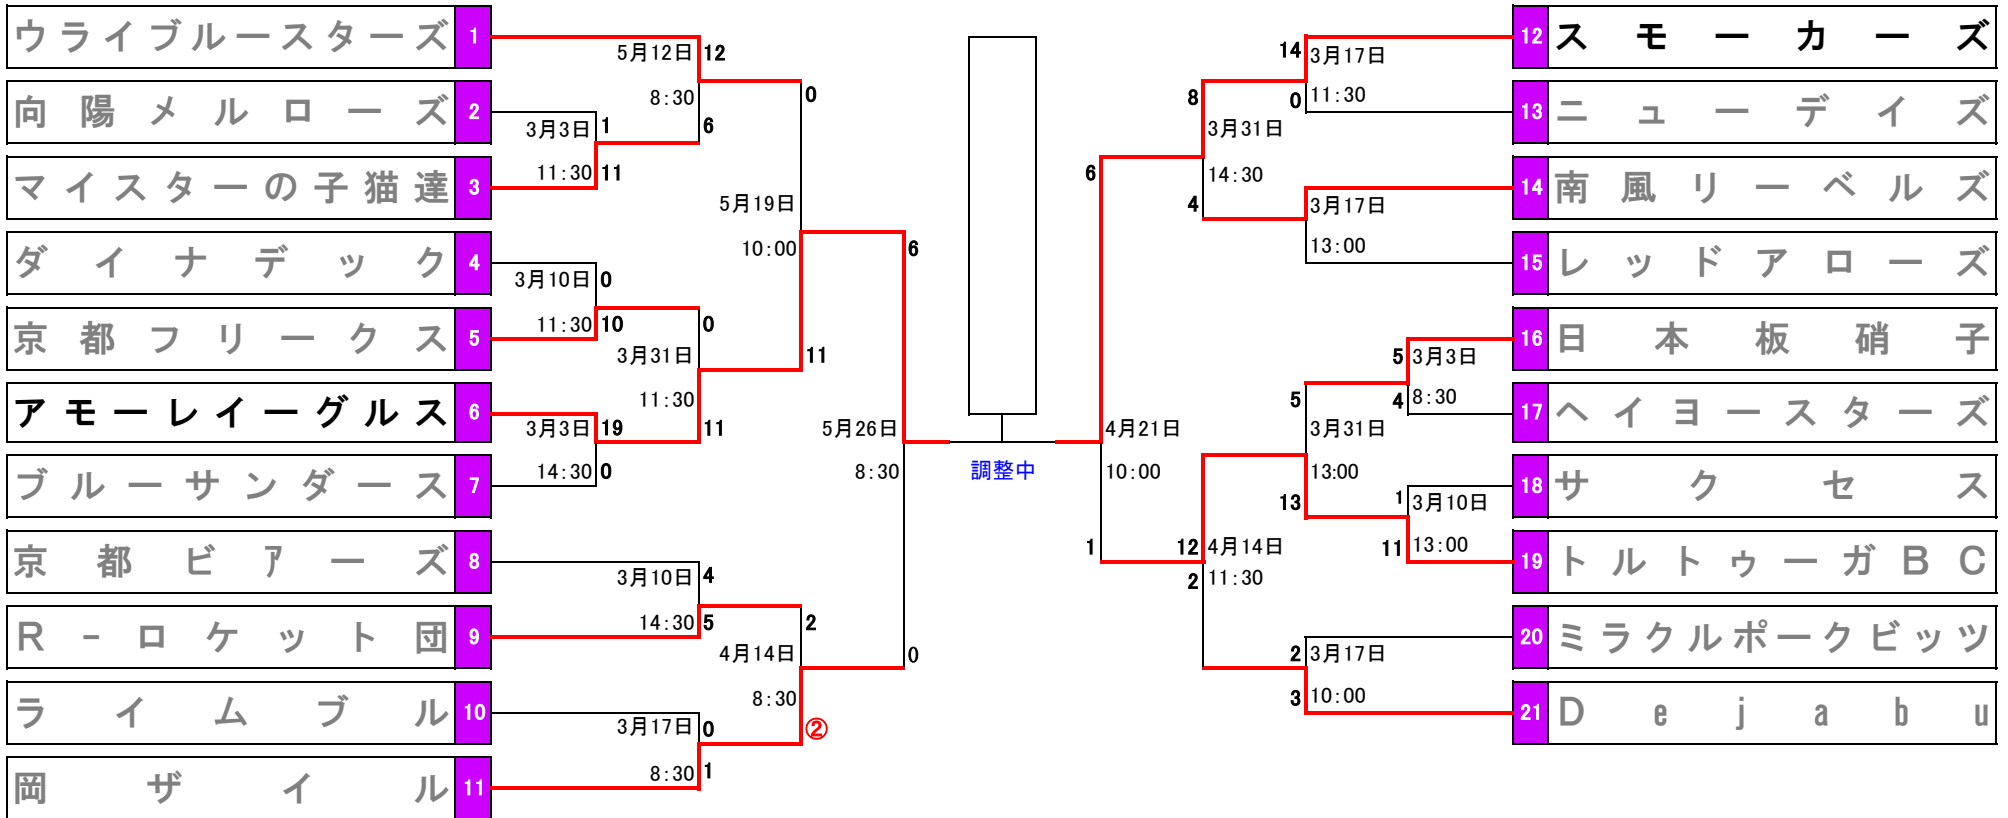 ウライブルースターズ 1
向陽メルローズ 2
マイスターの子猫達 3
ダイナデック 4
京都フリークス 5
アモーレイーグルス 6
ブルーサンダース 7
京都ビアーズ 8
R-ロケット団 9
ライムブル 10
岡ザイル 11
5月12日 12
8:30 6
3月3日 1
11:30 11
3月10日 0
11:30 10
3月31日 0
11:30 11
3月3日 19
14:30 0
3月10日 4
14:30 5
3月17日 0
8:30 1
5月19日 0
10:00 11
4月14日 2
8:30 ②
5月26日 6
8:30 0
調整中
6 4月21日
1 10:00
8 3月31日
4 14:30
12 4月14日
2 11:30
14 3月17日
0 11:30
3月17日
13:00
5 3月31日
13 13:00
5 3月3日
4 8:30
1 3月10日
11 13:00
2 3月17日
3 10:00
12 スモーカーズ
13 ニューデイズ
14 南風リーベルズ
15 レッドアローズ
16 日本板硝子
17 ヘイヨースターズ
18 サクセス
19 トルトゥーガBC
20 ミラクルポークビッツ
21 Dejabu